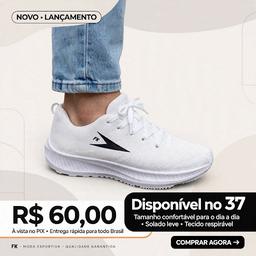 NOVO • LANÇAMENTO
FK
R$ 60,00
À vista no PIX • Entrega rápida para todo Brasil
Disponível no 37
Tamanho confortável para o dia a dia
• Solado leve • Tecido respirável
FK - MODA ESPORTIVA - QUALIDADE GARANTIDA
COMPRAR AGORA →